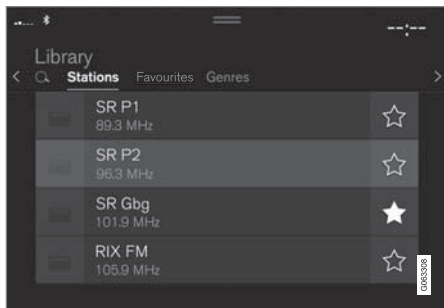 --:--
Library
Stations Favourites Genres
SR P1
89.3 MHz
SR P2
96.3 MHz
SR Gbg
101.9 MHz
RIX FM
105.9 MHz
G063308